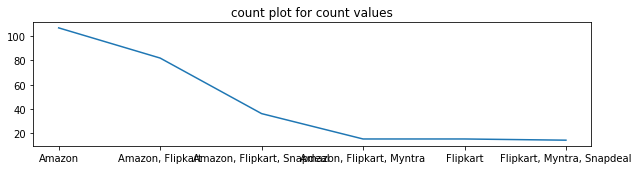 count plot for count values
100
80
60
40
20
Amazon
Amazon, Flipkart
Amazon, Flipkart, Snapdeal
Amazon, Flipkart, Myntra
Flipkart
Flipkart, Myntra, Snapdeal